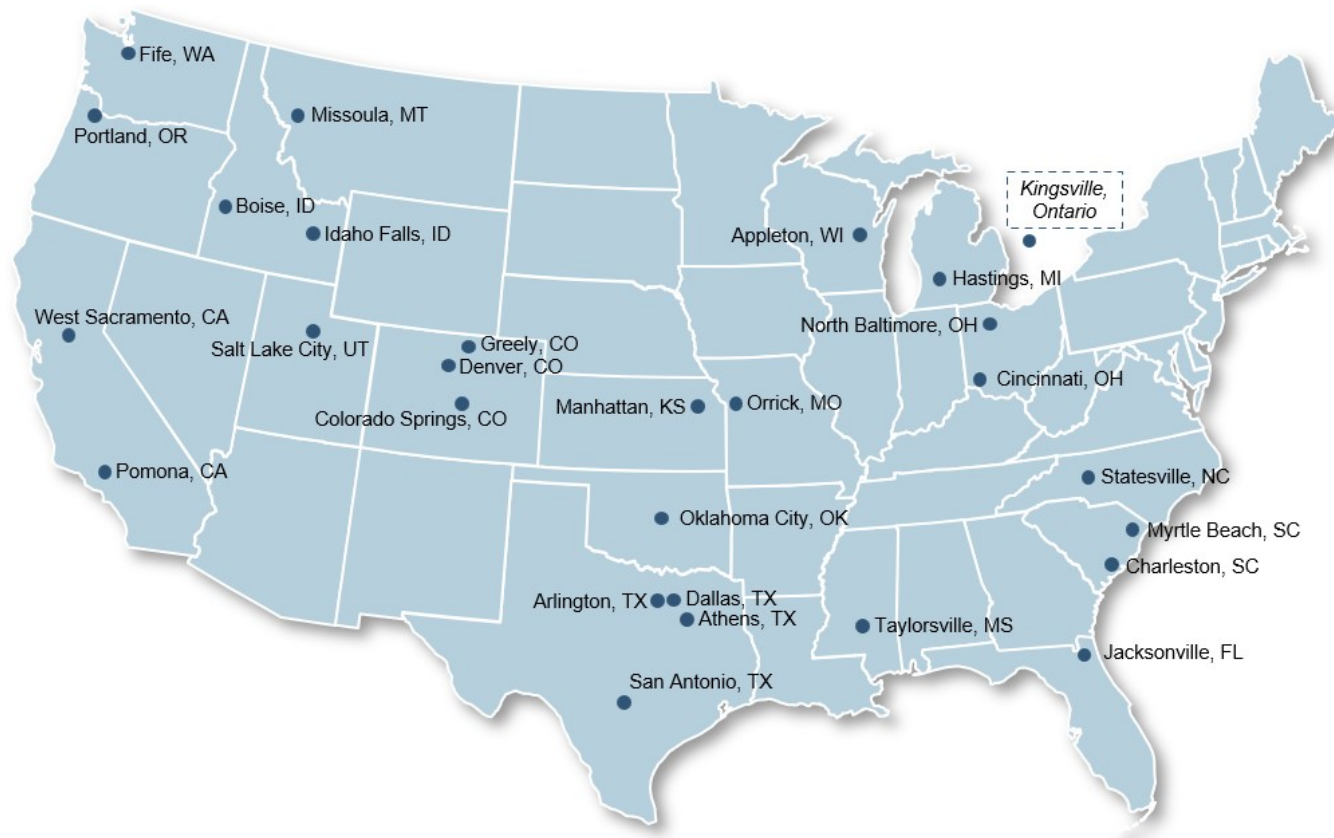 Fife, WA
Portland, OR
Missoula, MT
Boise, ID
Idaho Falls, ID
Kingsville,
Ontario
Appleton, WI
Hastings, MI
West Sacramento, CA
Salt Lake City, UT
Greely, CO
Denver, CO
Colorado Springs, CO
North Baltimore, OH
Cincinnati, OH
Manhattan, KS
Orrick, MO
Pomona, CA
Statesville, NC
Oklahoma City, OK
Myrtle Beach, SC
Charleston, SC
Arlington, TX
Dallas, TX
Athens, TX
Taylorsville, MS
Jacksonville, FL
San Antonio, TX